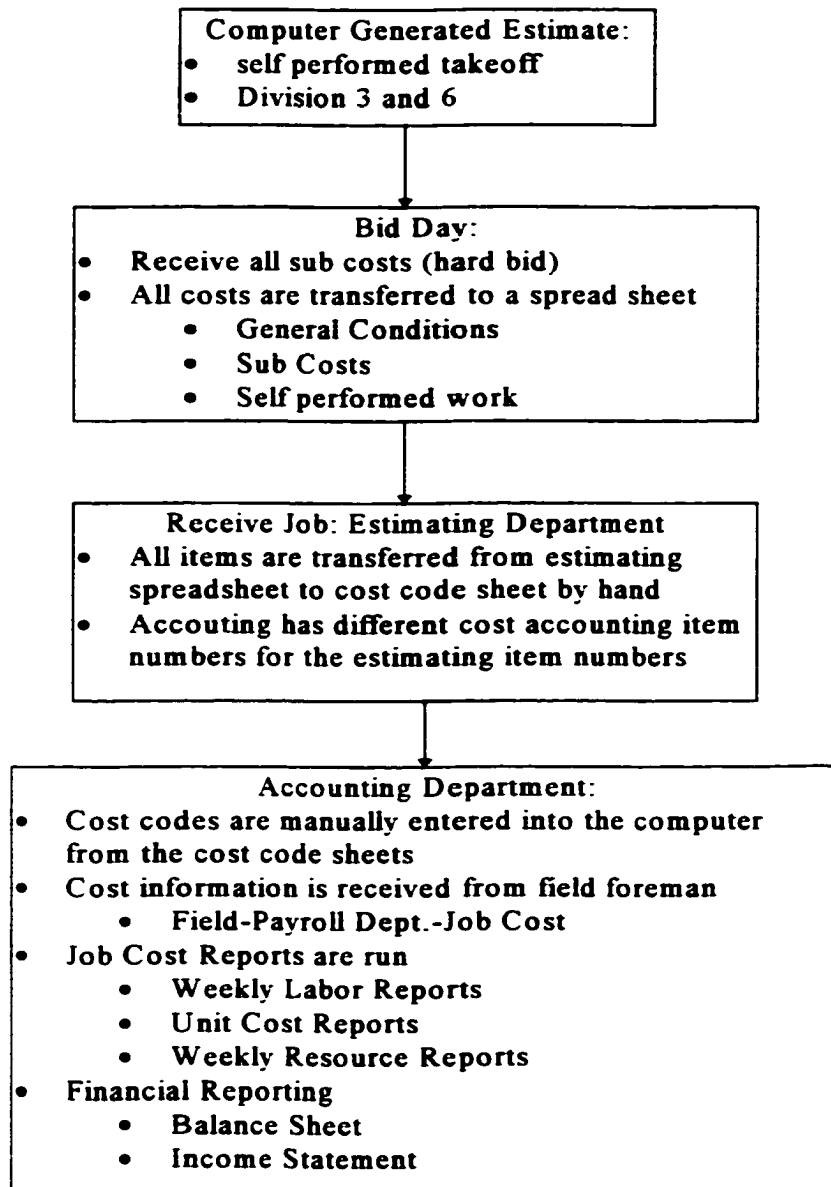 Computer Generated Estimate:
• self performed takeoff
• Division 3 and 6
Bid Day:
• Receive all sub costs (hard bid)
• All costs are transferred to a spread sheet
• General Conditions
• Sub Costs
• Self performed work
Receive Job: Estimating Department
• All items are transferred from estimating
spreadsheet to cost code sheet by hand
• Accouting has different cost accounting item
numbers for the estimating item numbers
Accounting Department:
• Cost codes are manually entered into the computer
from the cost code sheets
• Cost information is received from field foreman
• Field-Payroll Dept.-Job Cost
• Job Cost Reports are run
• Weekly Labor Reports
• Unit Cost Reports
• Weekly Resource Reports
• Financial Reporting
• Balance Sheet
• Income Statement